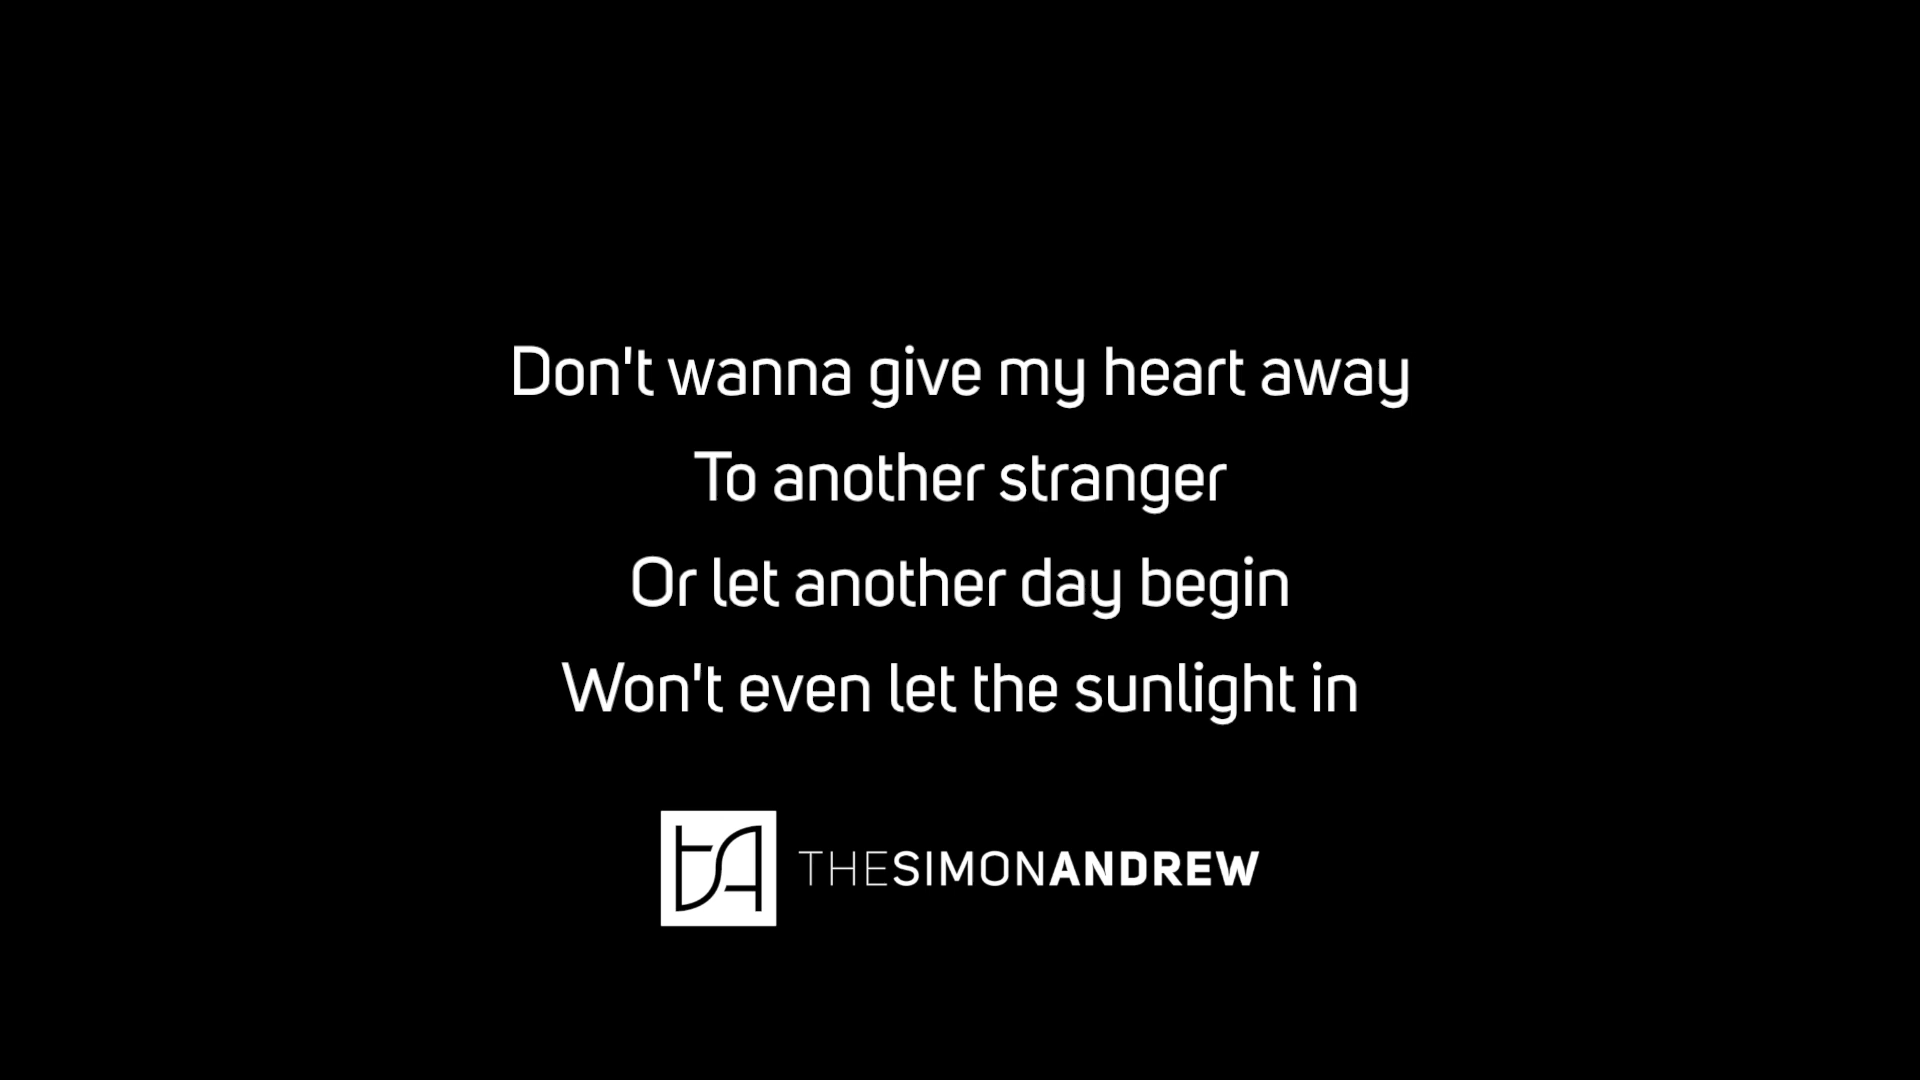 Don't wanna give my heart away
To another stranger
Or let another day begin
Won't even let the sunlight in
THESIMONANDREW